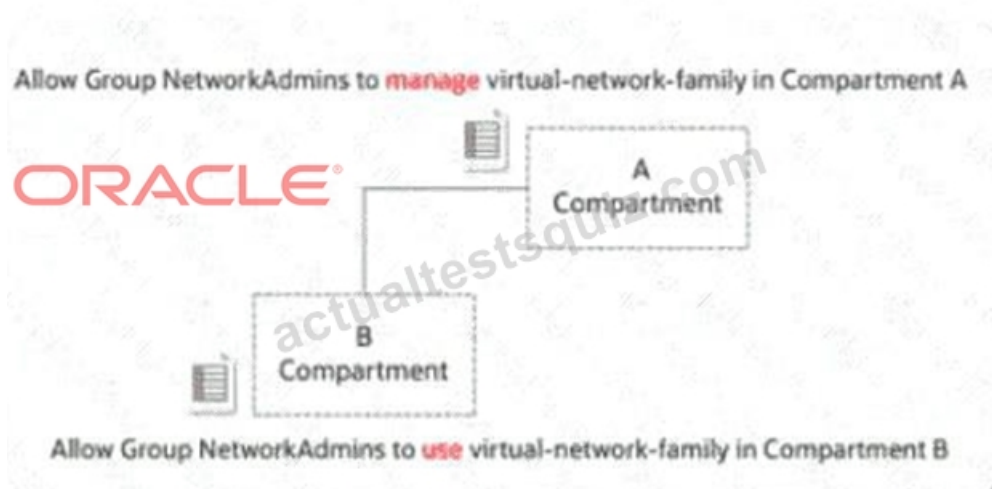 Allow Group NetworkAdmins to manage virtual-network-family in Compartment A
ORACLE®
A
Compartment
actualtestsquiz.com
B
Compartment
Allow Group NetworkAdmins to use virtual-network-family in Compartment B